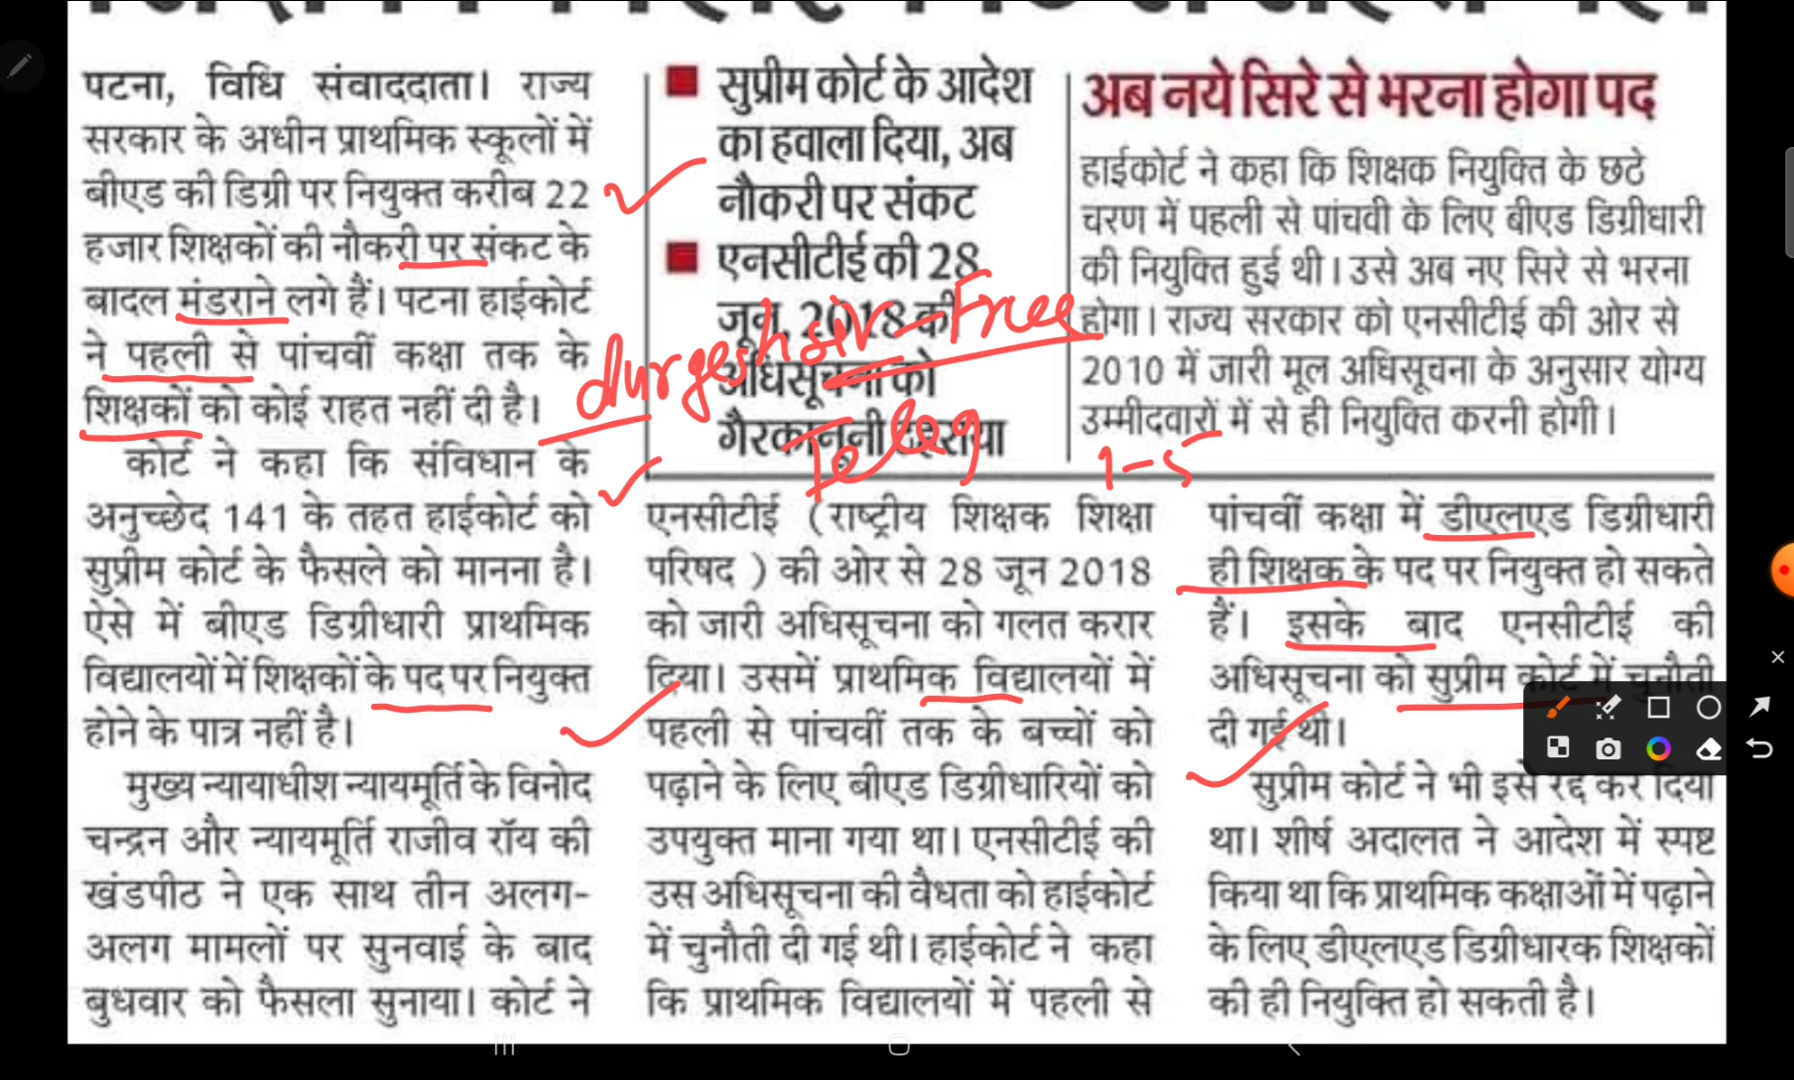 पटना, विधि संवाददाता। राज्य
सरकार के अधीन प्राथमिक स्कूलों में
बीएड की डिग्री पर नियुक्त करीब 22
हजार शिक्षकों की नौकरी पर संकट के
बादल मंडराने लगे हैं। पटना हाईकोर्ट
ने पहली से पांचवीं कक्षा तक के
शिक्षकों को कोई राहत नहीं दी है।
कोर्ट ने कहा कि संविधान के
अनुच्छेद 141 के तहत हाईकोर्ट को
सुप्रीम कोर्ट के फैसले को मानना है।
ऐसे में बीएड डिग्रीधारी प्राथमिक
विद्यालयों में शिक्षकों के पद पर नियुक्त
होने के पात्र नहीं है।
मुख्य न्यायाधीश न्यायमूर्ति के विनोद
चन्द्रन और न्यायमूर्ति राजीव रॉय की
खंडपीठ ने एक साथ तीन अलग-
अलग मामलों पर सुनवाई के बाद
बुधवार को फैसला सुनाया। कोर्ट ने
सुप्रीम कोर्ट के आदेश
का हवाला दिया, अब
नौकरी पर संकट
एनसीटीई की 28
जून, 2018 की
अधिसूचना को
गैरकानूनी ठहराया
durgesh sir-Free
Teleg
अब नये सिरे से भरना होगा पद
हाईकोर्ट ने कहा कि शिक्षक नियुक्ति के छठे
चरण में पहली से पांचवी के लिए बीएड डिग्रीधारी
की नियुक्ति हुई थी। उसे अब नए सिरे से भरना
होगा। राज्य सरकार को एनसीटीई की ओर से
2010 में जारी मूल अधिसूचना के अनुसार योग्य
उम्मीदवारों में से ही नियुक्ति करनी होगी।
1-5
एनसीटीई (राष्ट्रीय शिक्षक शिक्षा
परिषद ) की ओर से 28 जून 2018
को जारी अधिसूचना को गलत करार
दिया। उसमें प्राथमिक विद्यालयों में
पहली से पांचवीं तक के बच्चों को
पढ़ाने के लिए बीएड डिग्रीधारियों को
उपयुक्त माना गया था। एनसीटीई की
उस अधिसूचना की वैधता को हाईकोर्ट
में चुनौती दी गई थी। हाईकोर्ट ने कहा
कि प्राथमिक विद्यालयों में पहली से
पांचवीं कक्षा में डीएलएड डिग्रीधारी
ही शिक्षक के पद पर नियुक्त हो सकते
हैं। इसके बाद एनसीटीई की
अधिसूचना को सुप्रीम कोर्ट में चुनौती
दी गई थी।
सुप्रीम कोर्ट ने भी इसे रद्द कर दिया
था। शीर्ष अदालत ने आदेश में स्पष्ट
किया था कि प्राथमिक कक्षाओं में पढ़ाने
के लिए डीएलएड डिग्रीधारक शिक्षकों
की ही नियुक्ति हो सकती है।